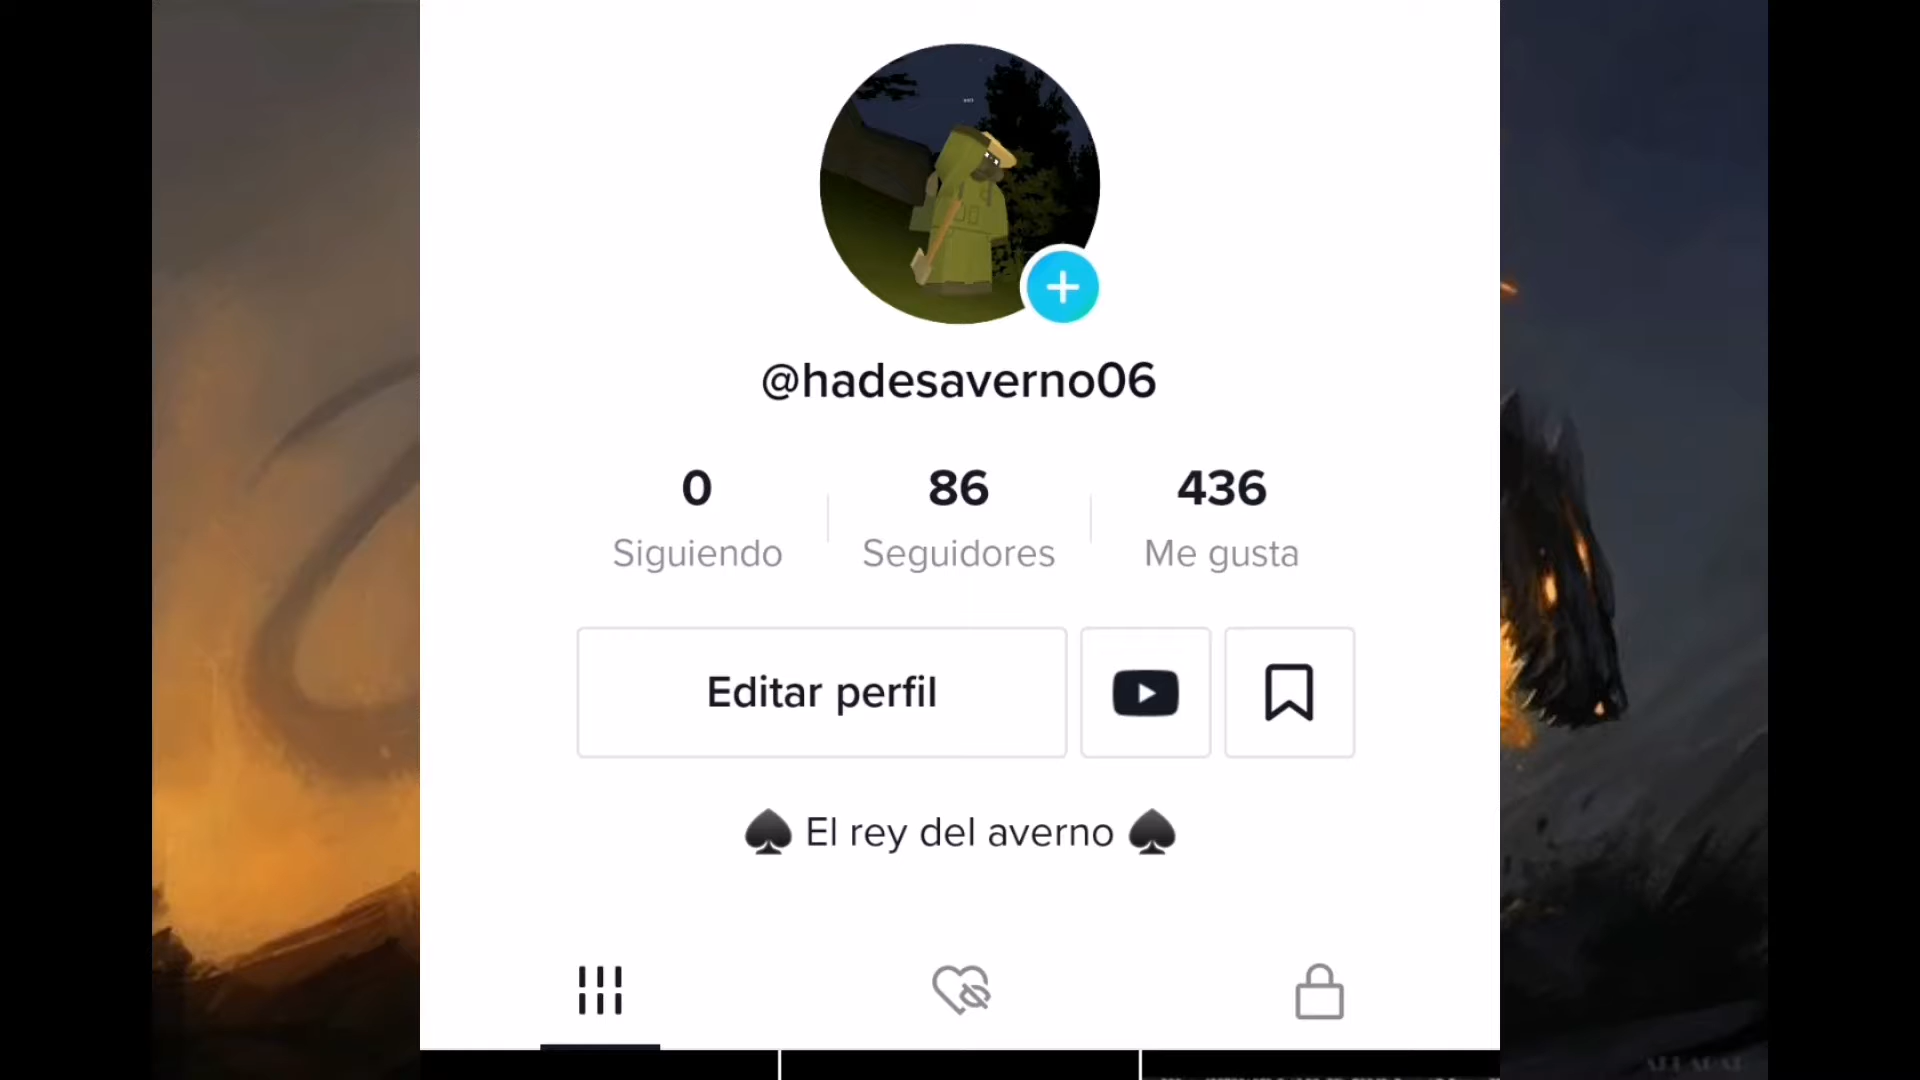 @hadesaverno06
0 86 436
Siguiendo Seguidores Me gusta
Editar perfil
♠ El rey del averno ♠